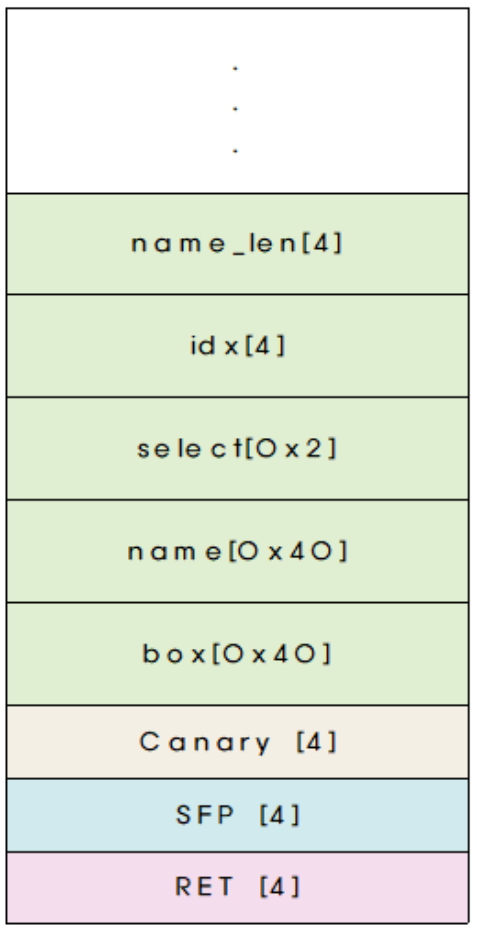 .
.
.
name_len[4]
idx[4]
select[0x2]
name[0x40]
box[0x40]
Canary [4]
SFP [4]
RET [4]